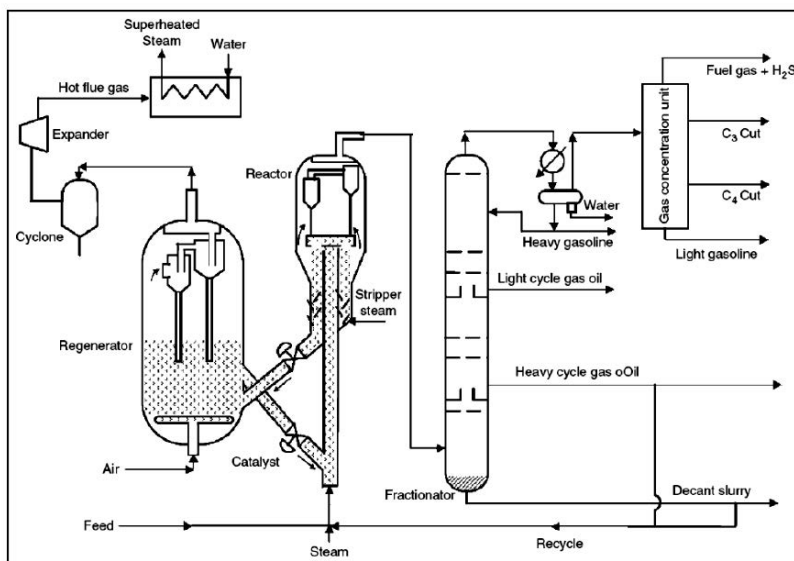 Superheated
Steam
Water
Hot flue gas
Expander
Cyclone
Reactor
Regenerator
Stripper
steam
Air
Catalyst
Feed
Steam
Recycle
Fractionator
Water
Heavy gasoline
Light cycle gas oil
Heavy cycle gas oOil
Decant slurry
Gas concentration unit
Fuel gas + H₂S
C₃ Cut
C₄ Cut
Light gasoline